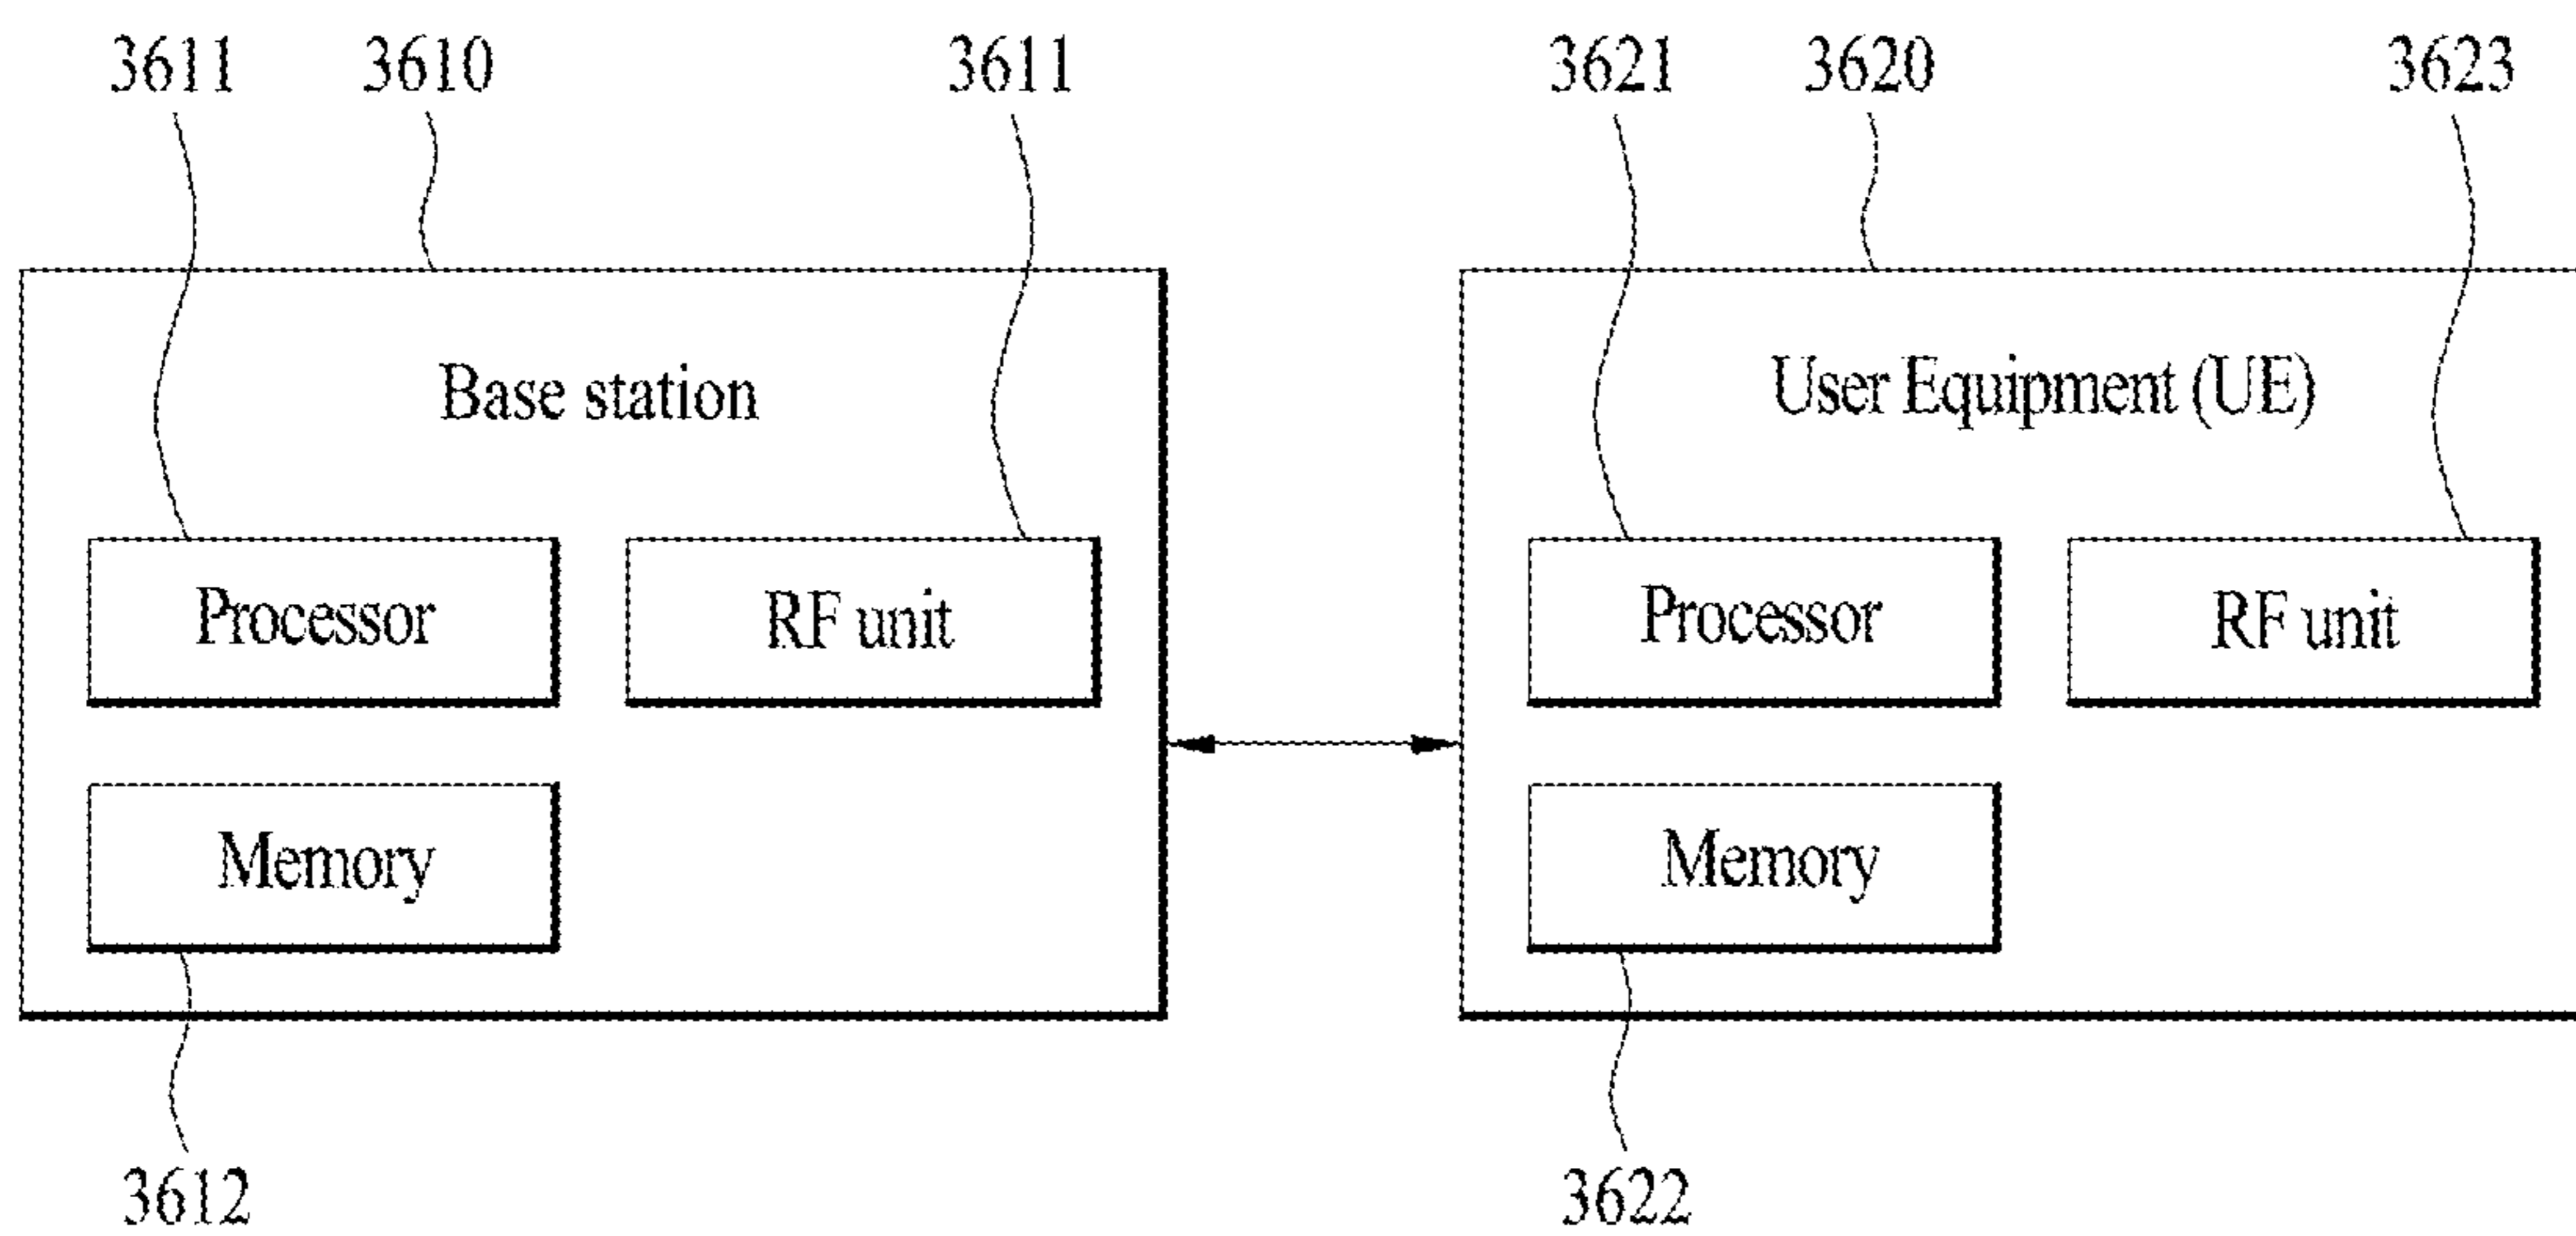 3611 3610 3611 3621 3620 3623
Base station
User Equipment (UE)
Processor RF unit
Processor RF unit
Memory
Memory
3612
3622